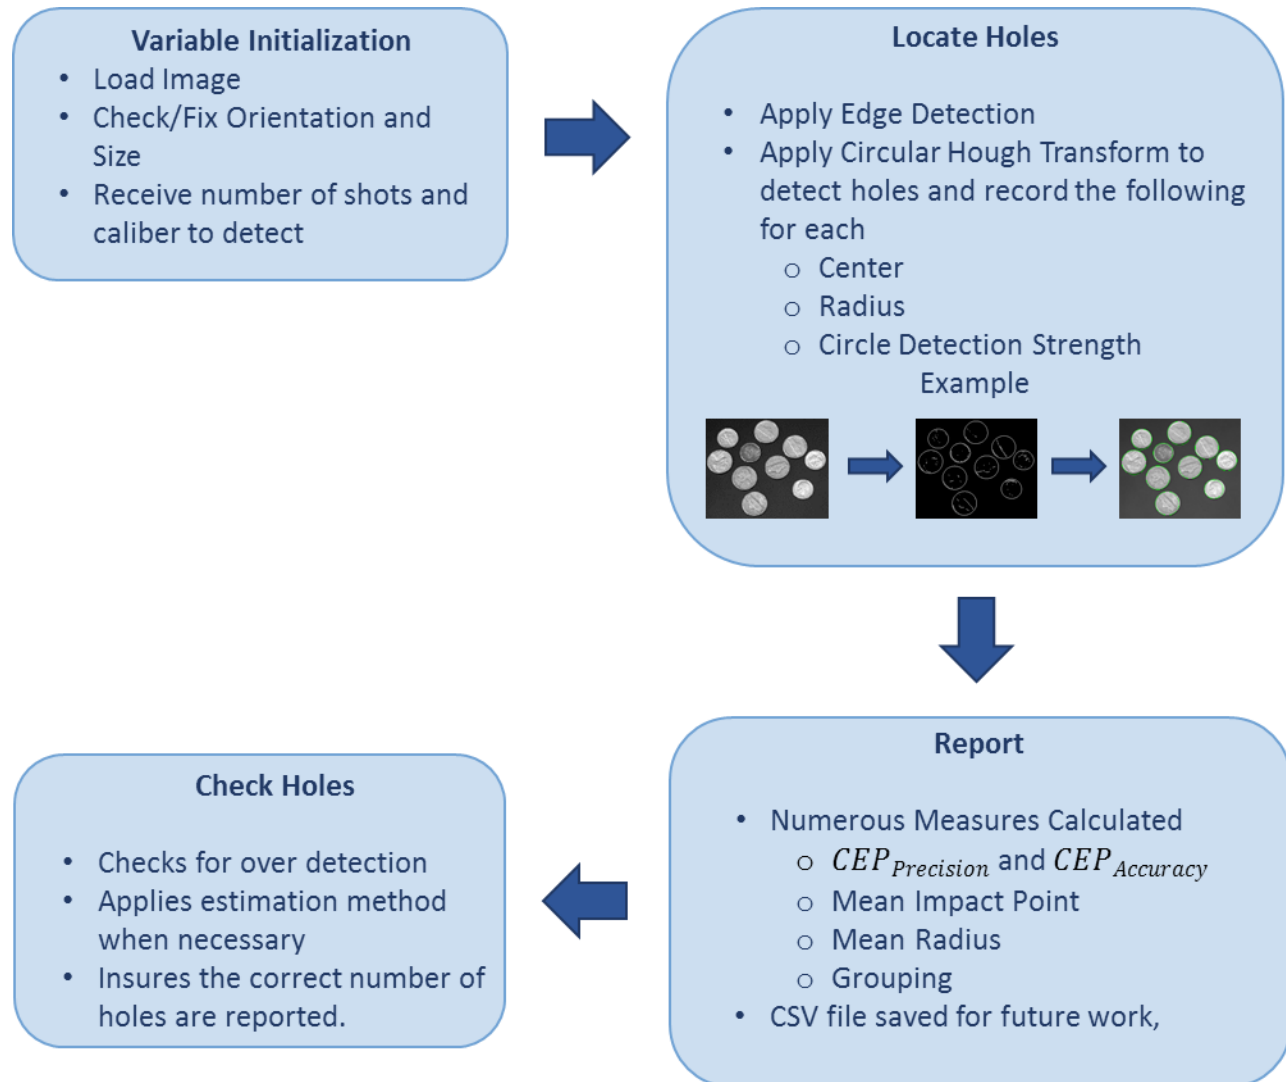 Variable Initialization
• Load Image
• Check/Fix Orientation and
Size
• Receive number of shots and
caliber to detect
Locate Holes
• Apply Edge Detection
• Apply Circular Hough Transform to
detect holes and record the following
for each
o Center
o Radius
o Circle Detection Strength
Example
Report
• Numerous Measures Calculated
o CEP_Precision and CEP_Accuracy
o Mean Impact Point
o Mean Radius
o Grouping
• CSV file saved for future work,
Check Holes
• Checks for over detection
• Applies estimation method
when necessary
• Insures the correct number of
holes are reported.